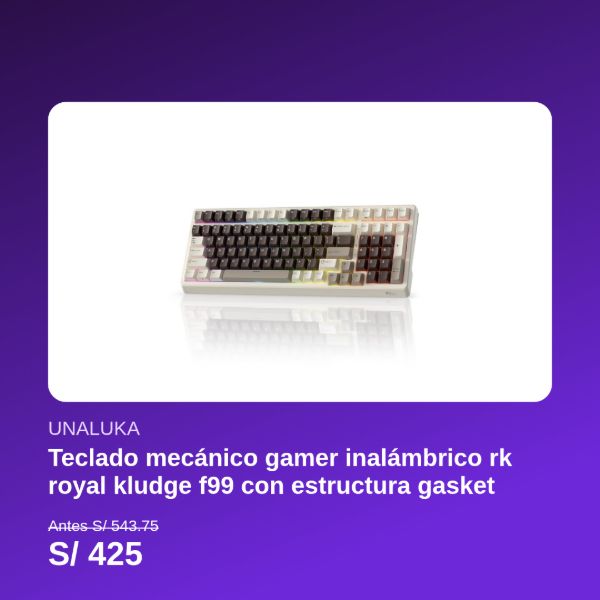 UNALUKA
Teclado mecánico gamer inalámbrico rk
royal kludge f99 con estructura gasket
Antes S/ 543.75
S/ 425